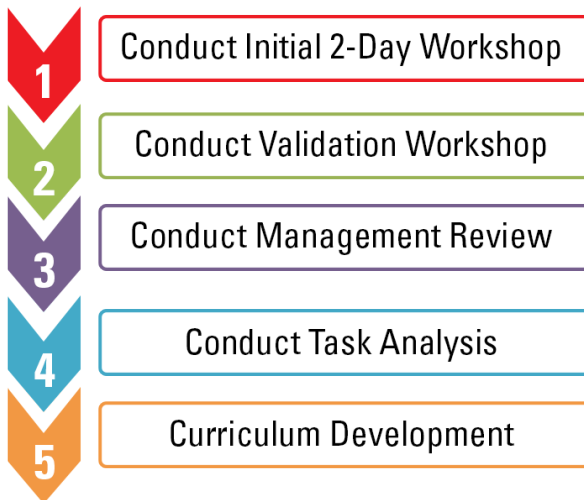 1 Conduct Initial 2-Day Workshop
2 Conduct Validation Workshop
3 Conduct Management Review
4 Conduct Task Analysis
5 Curriculum Development